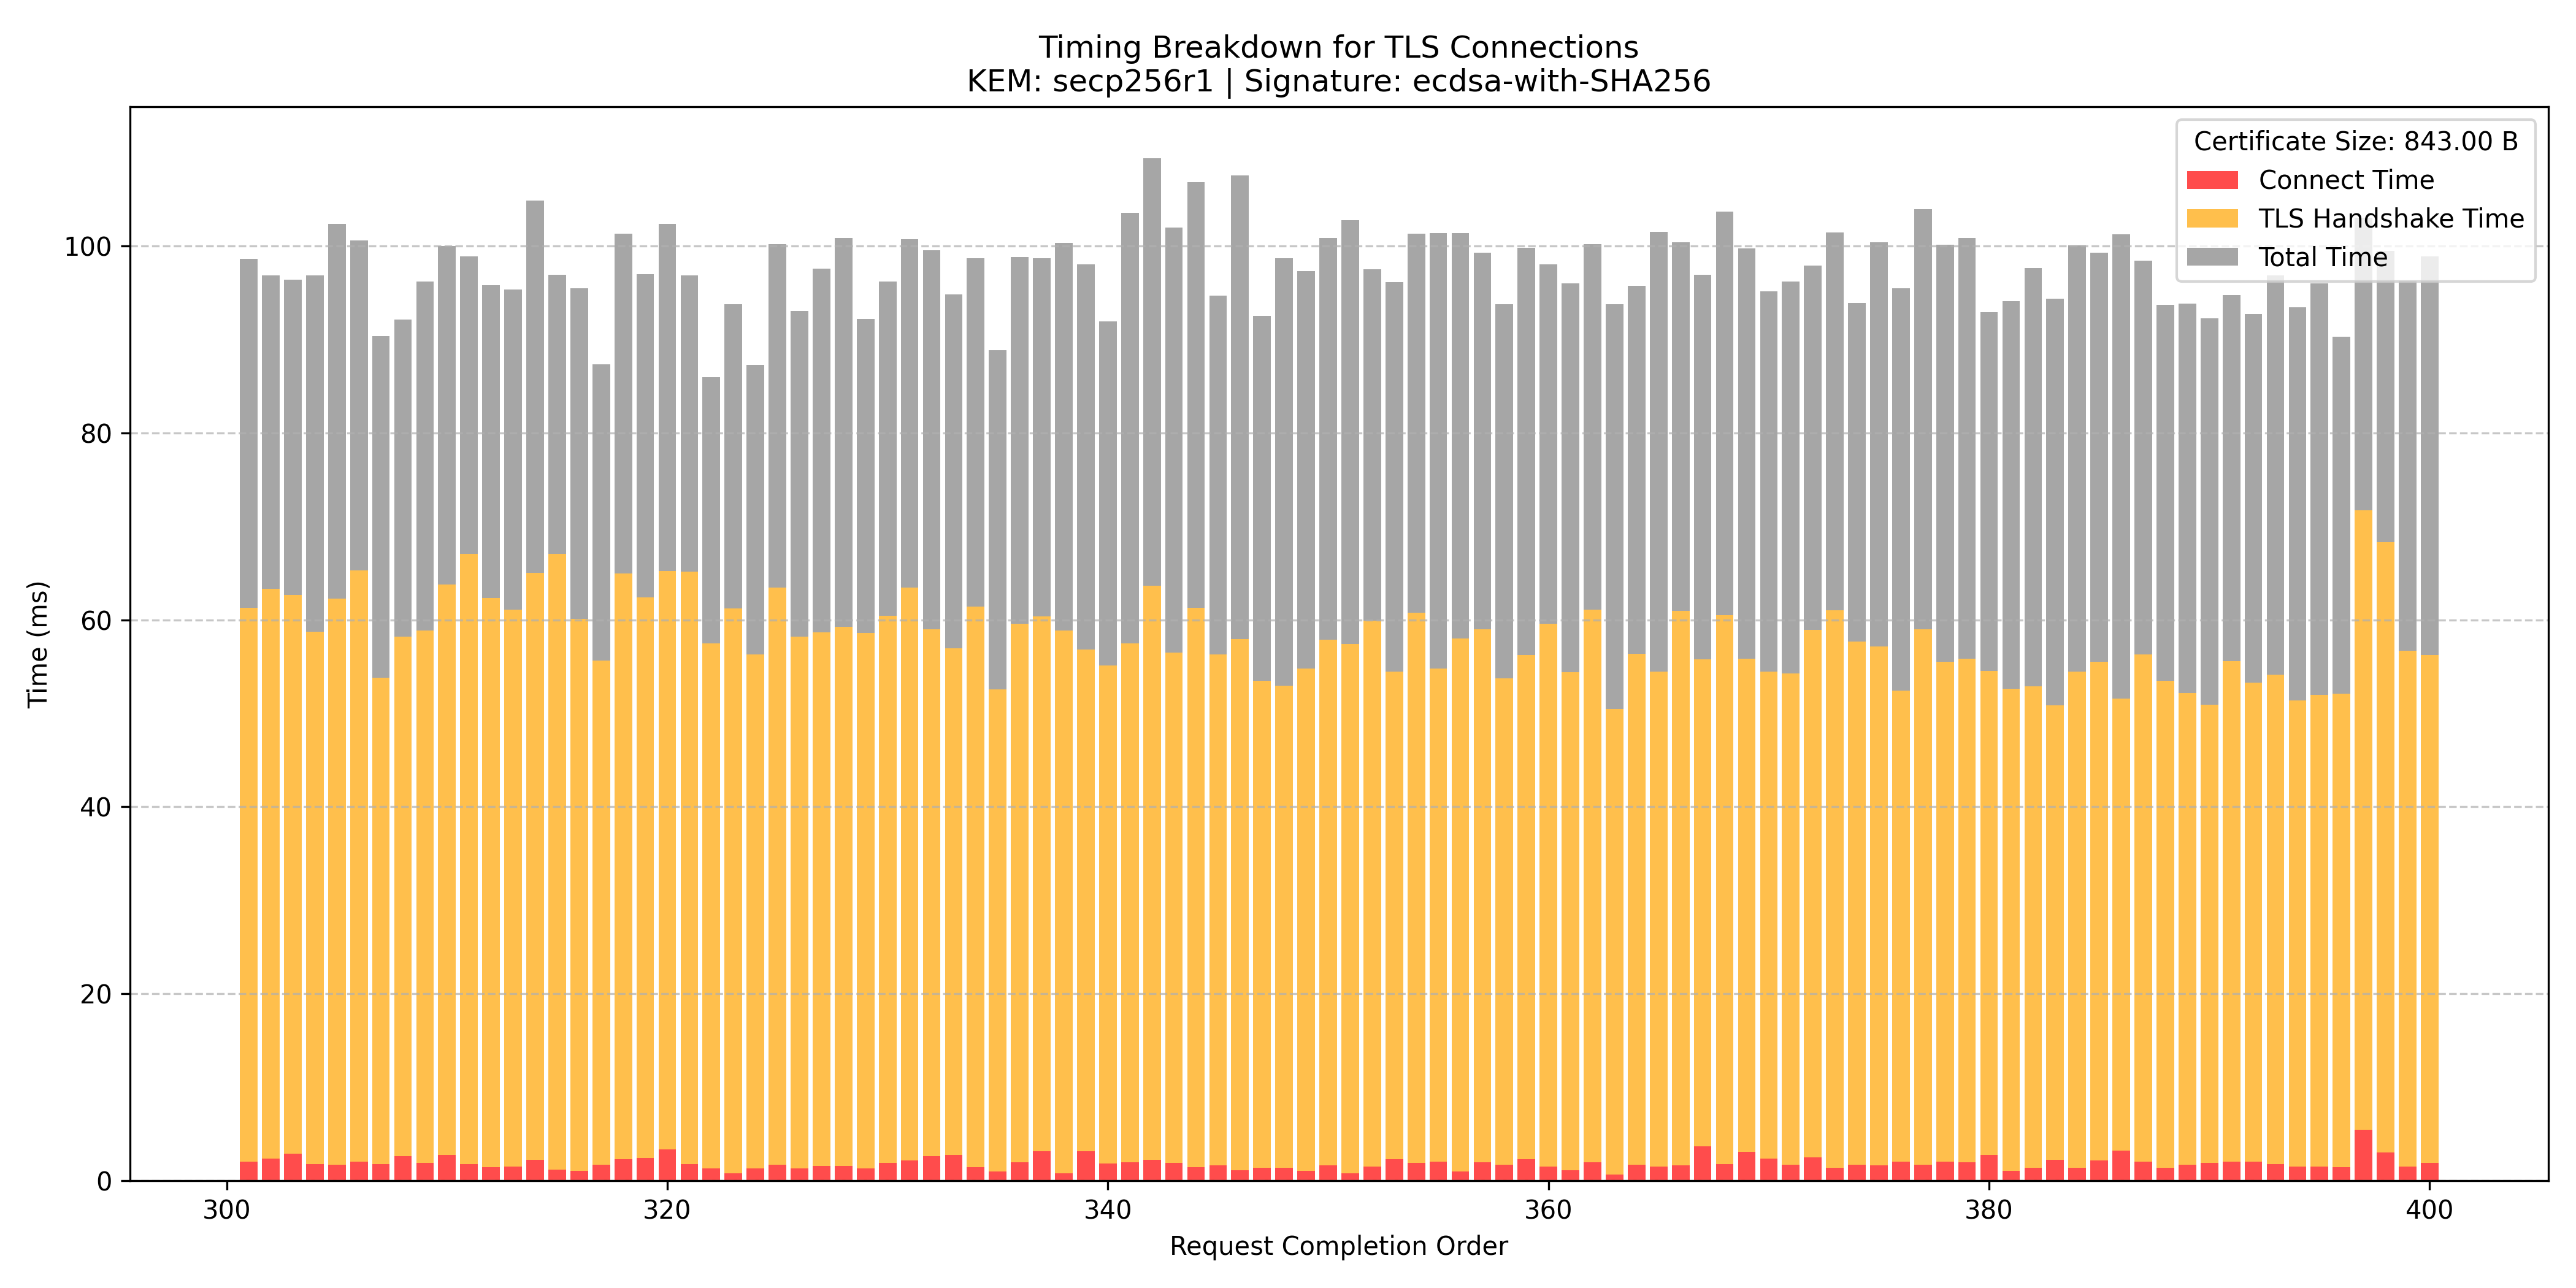 Timing Breakdown for TLS Connections
KEM: secp256r1 | Signature: ecdsa-with-SHA256
Certificate Size: 843.00 B
Connect Time
TLS Handshake Time
Total Time
Time (ms)
100
80
60
40
20
0
300 320 340 360 380 400
Request Completion Order